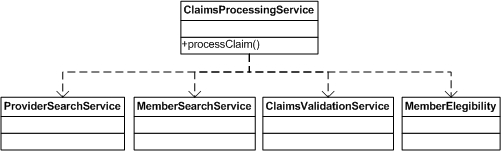 ClaimsProcessingService
+processClaim()
ProviderSearchService
MemberSearchService
ClaimsValidationService
MemberElegibility